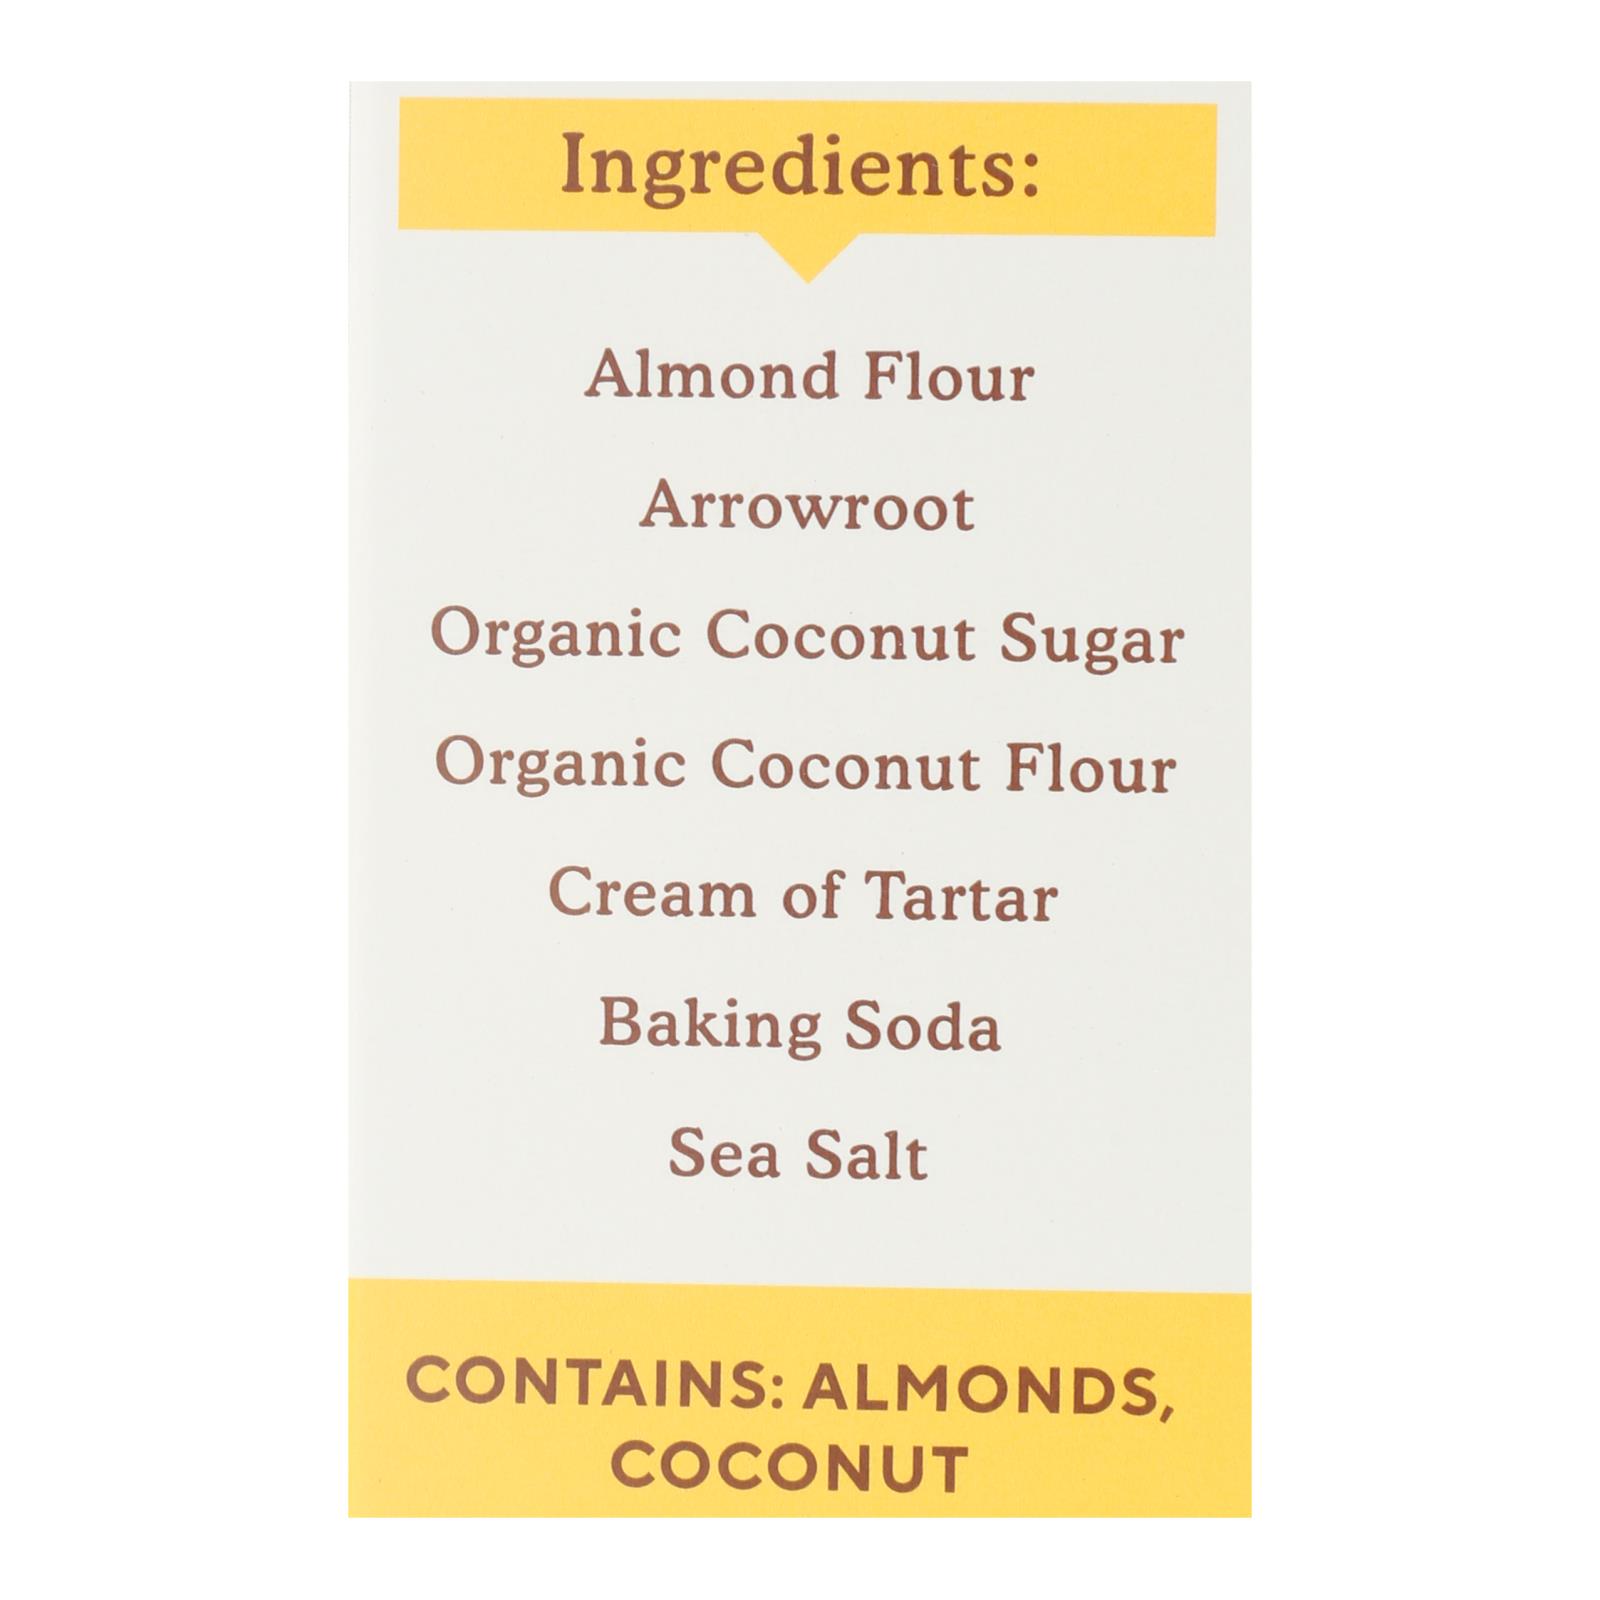 Ingredients:
Almond Flour
Arrowroot
Organic Coconut Sugar
Organic Coconut Flour
Cream of Tartar
Baking Soda
Sea Salt
CONTAINS: ALMONDS,
COCONUT